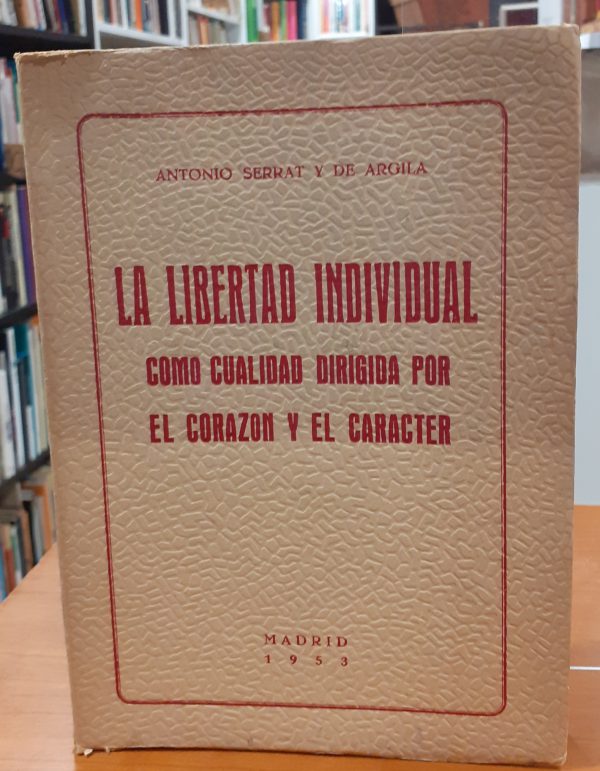 ANTONIO SERRAT Y DE ARGILA
LA LIBERTAD INDIVIDUAL
COMO CUALIDAD DIRIGIDA POR
EL CORAZON Y EL CARACTER
MADRID
1953